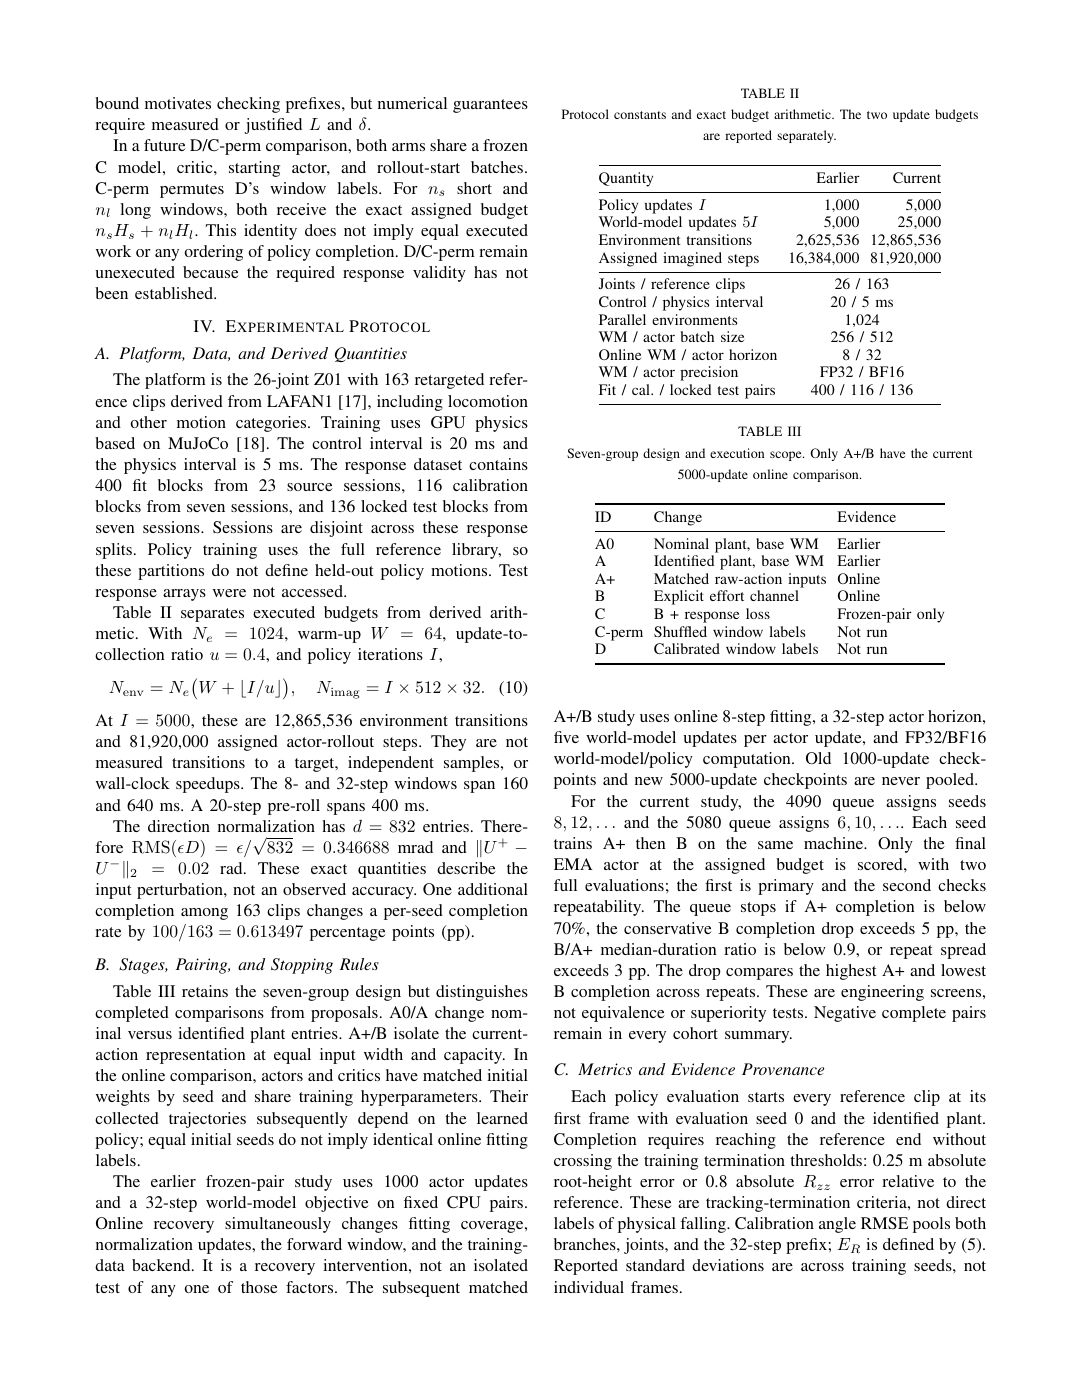 bound motivates checking prefixes, but numerical guarantees
require measured or justified L and δ.
In a future D/C-perm comparison, both arms share a frozen
C model, critic, starting actor, and rollout-start batches.
C-perm permutes D's window labels. For n_s short and
n_l long windows, both receive the exact assigned budget
n_sH_s + n_lH_l. This identity does not imply equal executed
work or any ordering of policy completion. D/C-perm remain
unexecuted because the required response validity has not
been established.
IV. EXPERIMENTAL PROTOCOL
A. Platform, Data, and Derived Quantities
The platform is the 26-joint Z01 with 163 retargeted refer-
ence clips derived from LAFAN1 [17], including locomotion
and other motion categories. Training uses GPU physics
based on MuJoCo [18]. The control interval is 20 ms and
the physics interval is 5 ms. The response dataset contains
400 fit blocks from 23 source sessions, 116 calibration
blocks from seven sessions, and 136 locked test blocks from
seven sessions. Sessions are disjoint across these response
splits. Policy training uses the full reference library, so
these partitions do not define held-out policy motions. Test
response arrays were not accessed.
Table II separates executed budgets from derived arith-
metic. With N_e = 1024, warm-up W = 64, update-to-
collection ratio u = 0.4, and policy iterations I,
N_env = N_e(W + ⌊I/u⌋), N_imag = I × 512 × 32. (10)
At I = 5000, these are 12,865,536 environment transitions
and 81,920,000 assigned actor-rollout steps. They are not
measured transitions to a target, independent samples, or
wall-clock speedups. The 8- and 32-step windows span 160
and 640 ms. A 20-step pre-roll spans 400 ms.
The direction normalization has d = 832 entries. There-
fore RMS(ϵD) = ϵ/√832 = 0.346688 mrad and ∥U⁺ −
U⁻∥₂ = 0.02 rad. These exact quantities describe the
input perturbation, not an observed accuracy. One additional
completion among 163 clips changes a per-seed completion
rate by 100/163 = 0.613497 percentage points (pp).
B. Stages, Pairing, and Stopping Rules
Table III retains the seven-group design but distinguishes
completed comparisons from proposals. A0/A change nom-
inal versus identified plant entries. A+/B isolate the current-
action representation at equal input width and capacity. In
the online comparison, actors and critics have matched initial
weights by seed and share training hyperparameters. Their
collected trajectories subsequently depend on the learned
policy; equal initial seeds do not imply identical online fitting
labels.
The earlier frozen-pair study uses 1000 actor updates
and a 32-step world-model objective on fixed CPU pairs.
Online recovery simultaneously changes fitting coverage,
normalization updates, the forward window, and the training-
data backend. It is a recovery intervention, not an isolated
test of any one of those factors. The subsequent matched
TABLE II
Protocol constants and exact budget arithmetic. The two update budgets
are reported separately.
Quantity Earlier Current
Policy updates I 1,000 5,000
World-model updates 5I 5,000 25,000
Environment transitions 2,625,536 12,865,536
Assigned imagined steps 16,384,000 81,920,000
Joints / reference clips 26 / 163
Control / physics interval 20 / 5 ms
Parallel environments 1,024
WM / actor batch size 256 / 512
Online WM / actor horizon 8 / 32
WM / actor precision FP32 / BF16
Fit / cal. / locked test pairs 400 / 116 / 136
TABLE III
Seven-group design and execution scope. Only A+/B have the current
5000-update online comparison.
ID Change Evidence
A0 Nominal plant, base WM Earlier
A Identified plant, base WM Earlier
A+ Matched raw-action inputs Online
B Explicit effort channel Online
C B + response loss Frozen-pair only
C-perm Shuffled window labels Not run
D Calibrated window labels Not run
A+/B study uses online 8-step fitting, a 32-step actor horizon,
five world-model updates per actor update, and FP32/BF16
world-model/policy computation. Old 1000-update check-
points and new 5000-update checkpoints are never pooled.
For the current study, the 4090 queue assigns seeds
8, 12, . . . and the 5080 queue assigns 6, 10, . . .. Each seed
trains A+ then B on the same machine. Only the final
EMA actor at the assigned budget is scored, with two
full evaluations; the first is primary and the second checks
repeatability. The queue stops if A+ completion is below
70%, the conservative B completion drop exceeds 5 pp, the
B/A+ median-duration ratio is below 0.9, or repeat spread
exceeds 3 pp. The drop compares the highest A+ and lowest
B completion across repeats. These are engineering screens,
not equivalence or superiority tests. Negative complete pairs
remain in every cohort summary.
C. Metrics and Evidence Provenance
Each policy evaluation starts every reference clip at its
first frame with evaluation seed 0 and the identified plant.
Completion requires reaching the reference end without
crossing the training termination thresholds: 0.25 m absolute
root-height error or 0.8 absolute R_zz error relative to the
reference. These are tracking-termination criteria, not direct
labels of physical falling. Calibration angle RMSE pools both
branches, joints, and the 32-step prefix; E_R is defined by (5).
Reported standard deviations are across training seeds, not
individual frames.